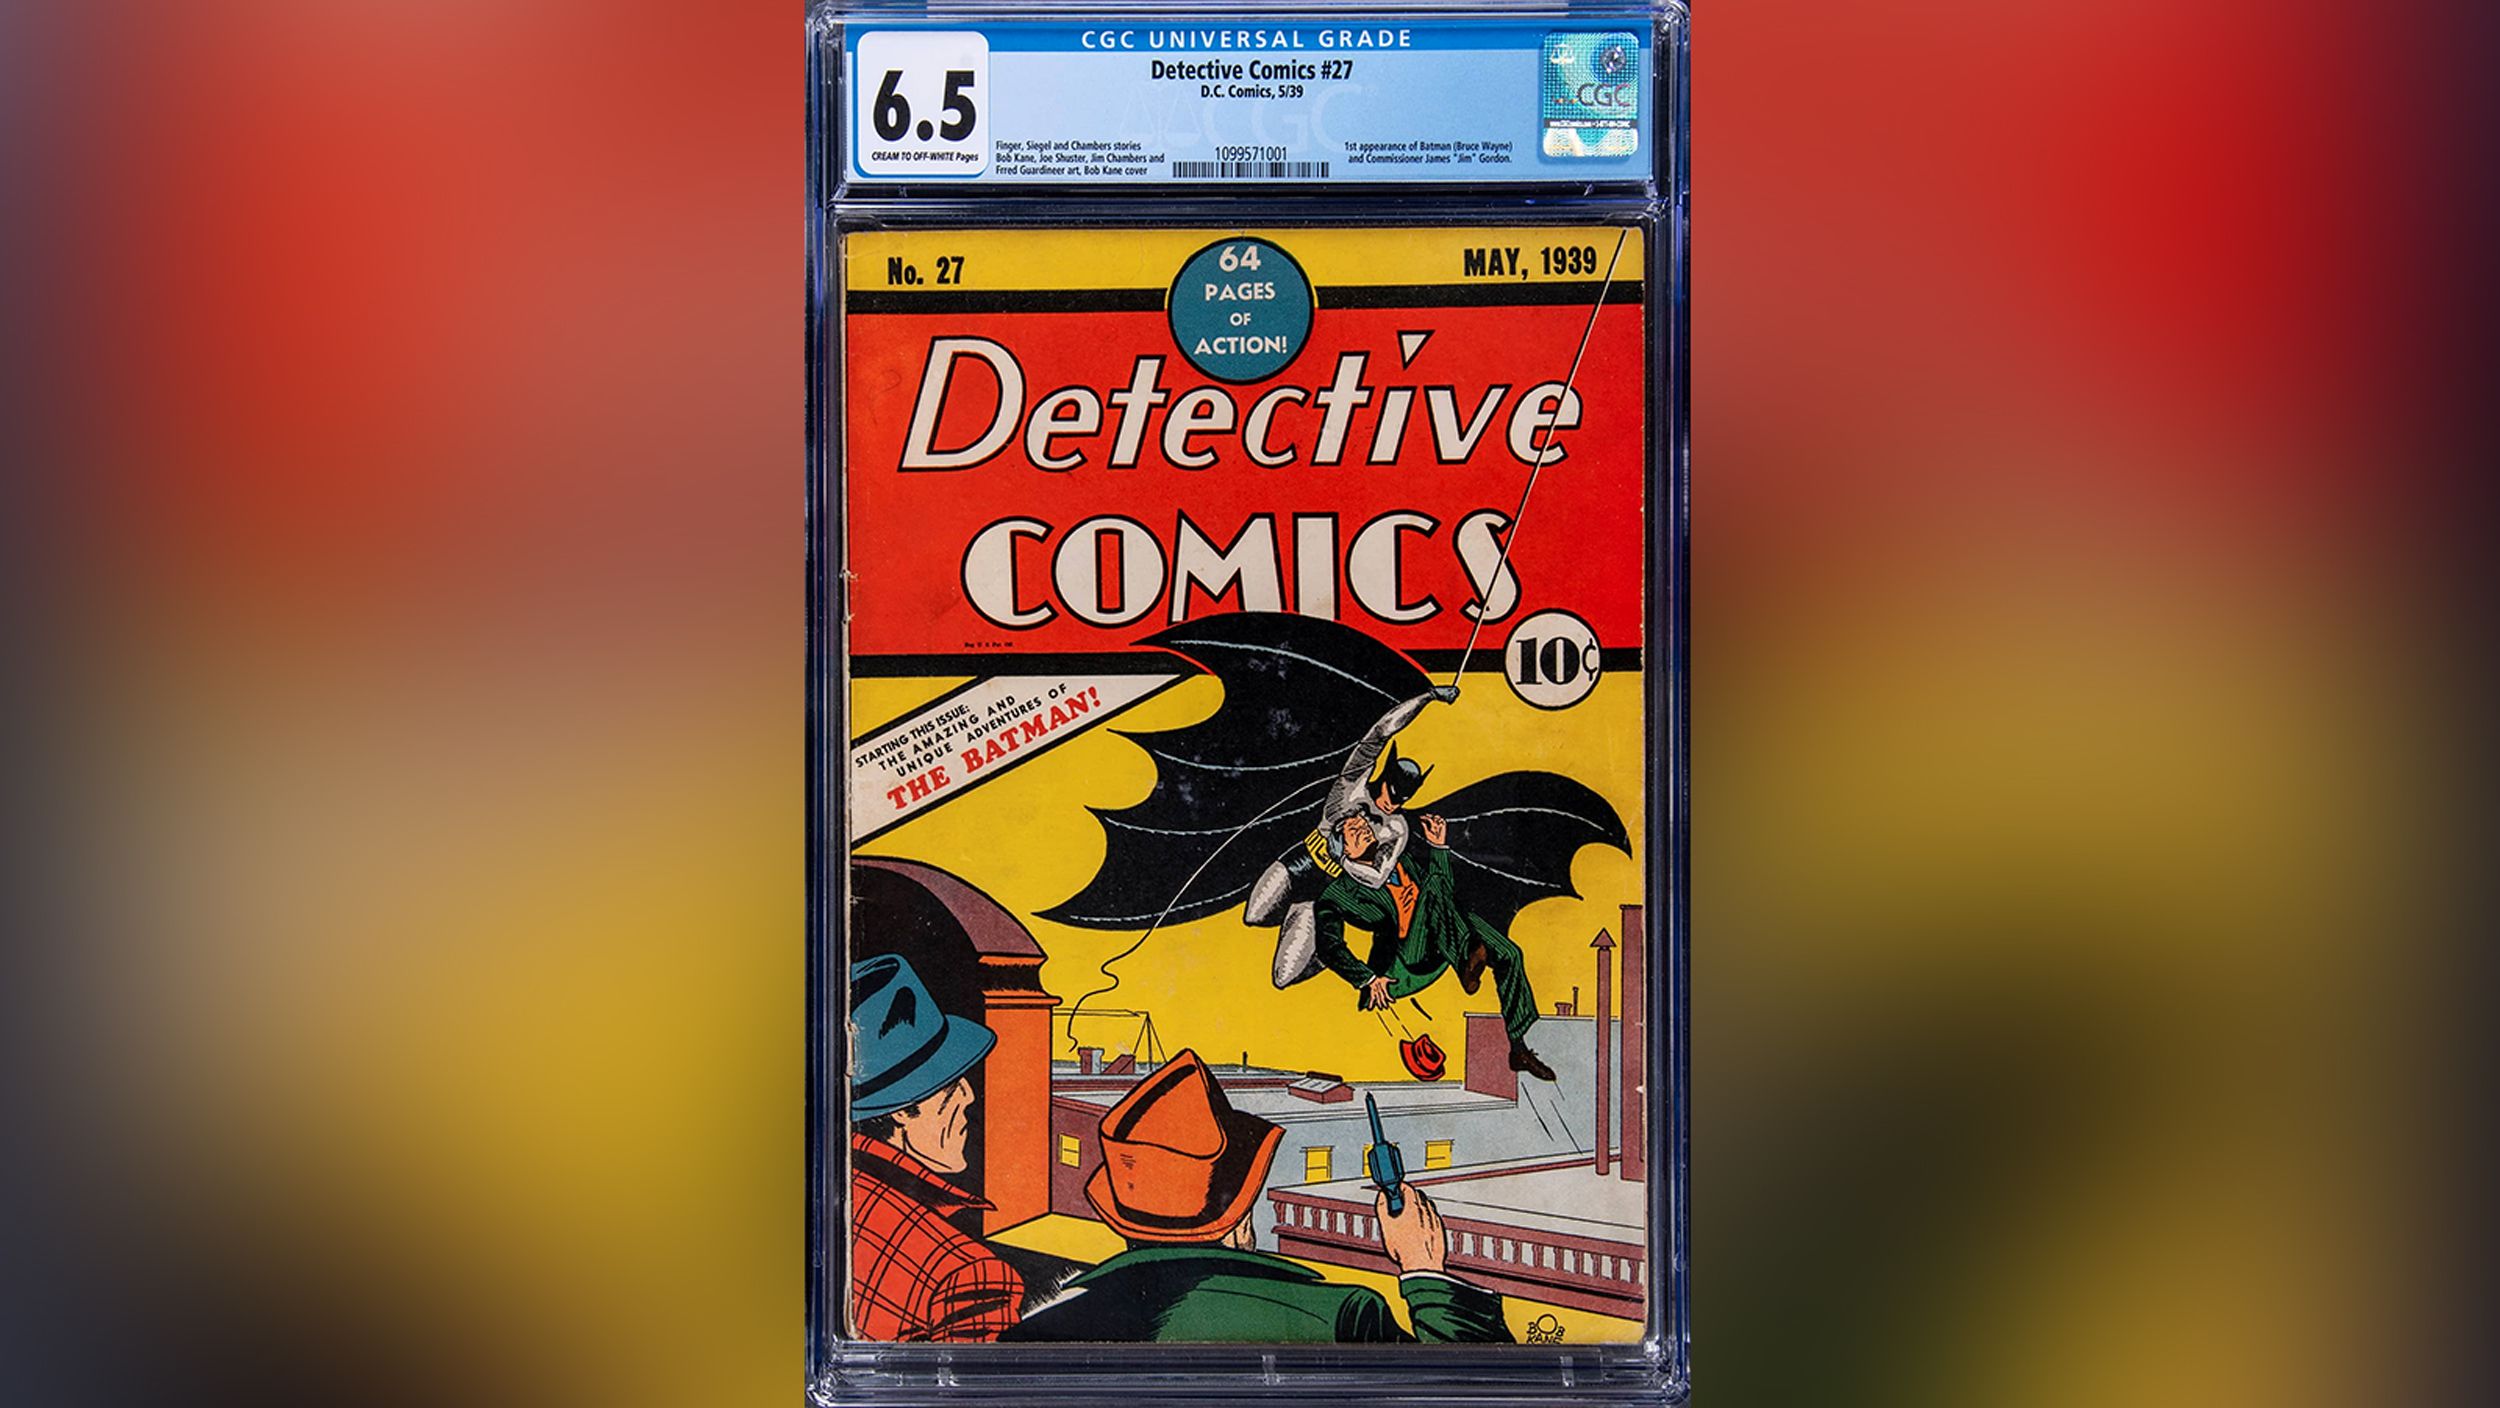 CGC UNIVERSAL GRADE
6.5
CREAM TO OFF-WHITE Pages
Detective Comics #27
D.C. Comics, 5/39
Finger, Siegel and Chambers stories
Bob Kane, Joe Shuster, Jim Chambers and
Frred Guardineer art, Bob Kane cover
1099571001
1st appearance of Batman (Bruce Wayne)
and Commissioner James "Jim" Gordon.
CGC
No. 27
64
PAGES
OF
ACTION!
MAY, 1939
Detective
COMICS
10¢
STARTING THIS ISSUE:
THE AMAZING AND
UNIQUE ADVENTURES OF
THE BATMAN!
BOB
KANE